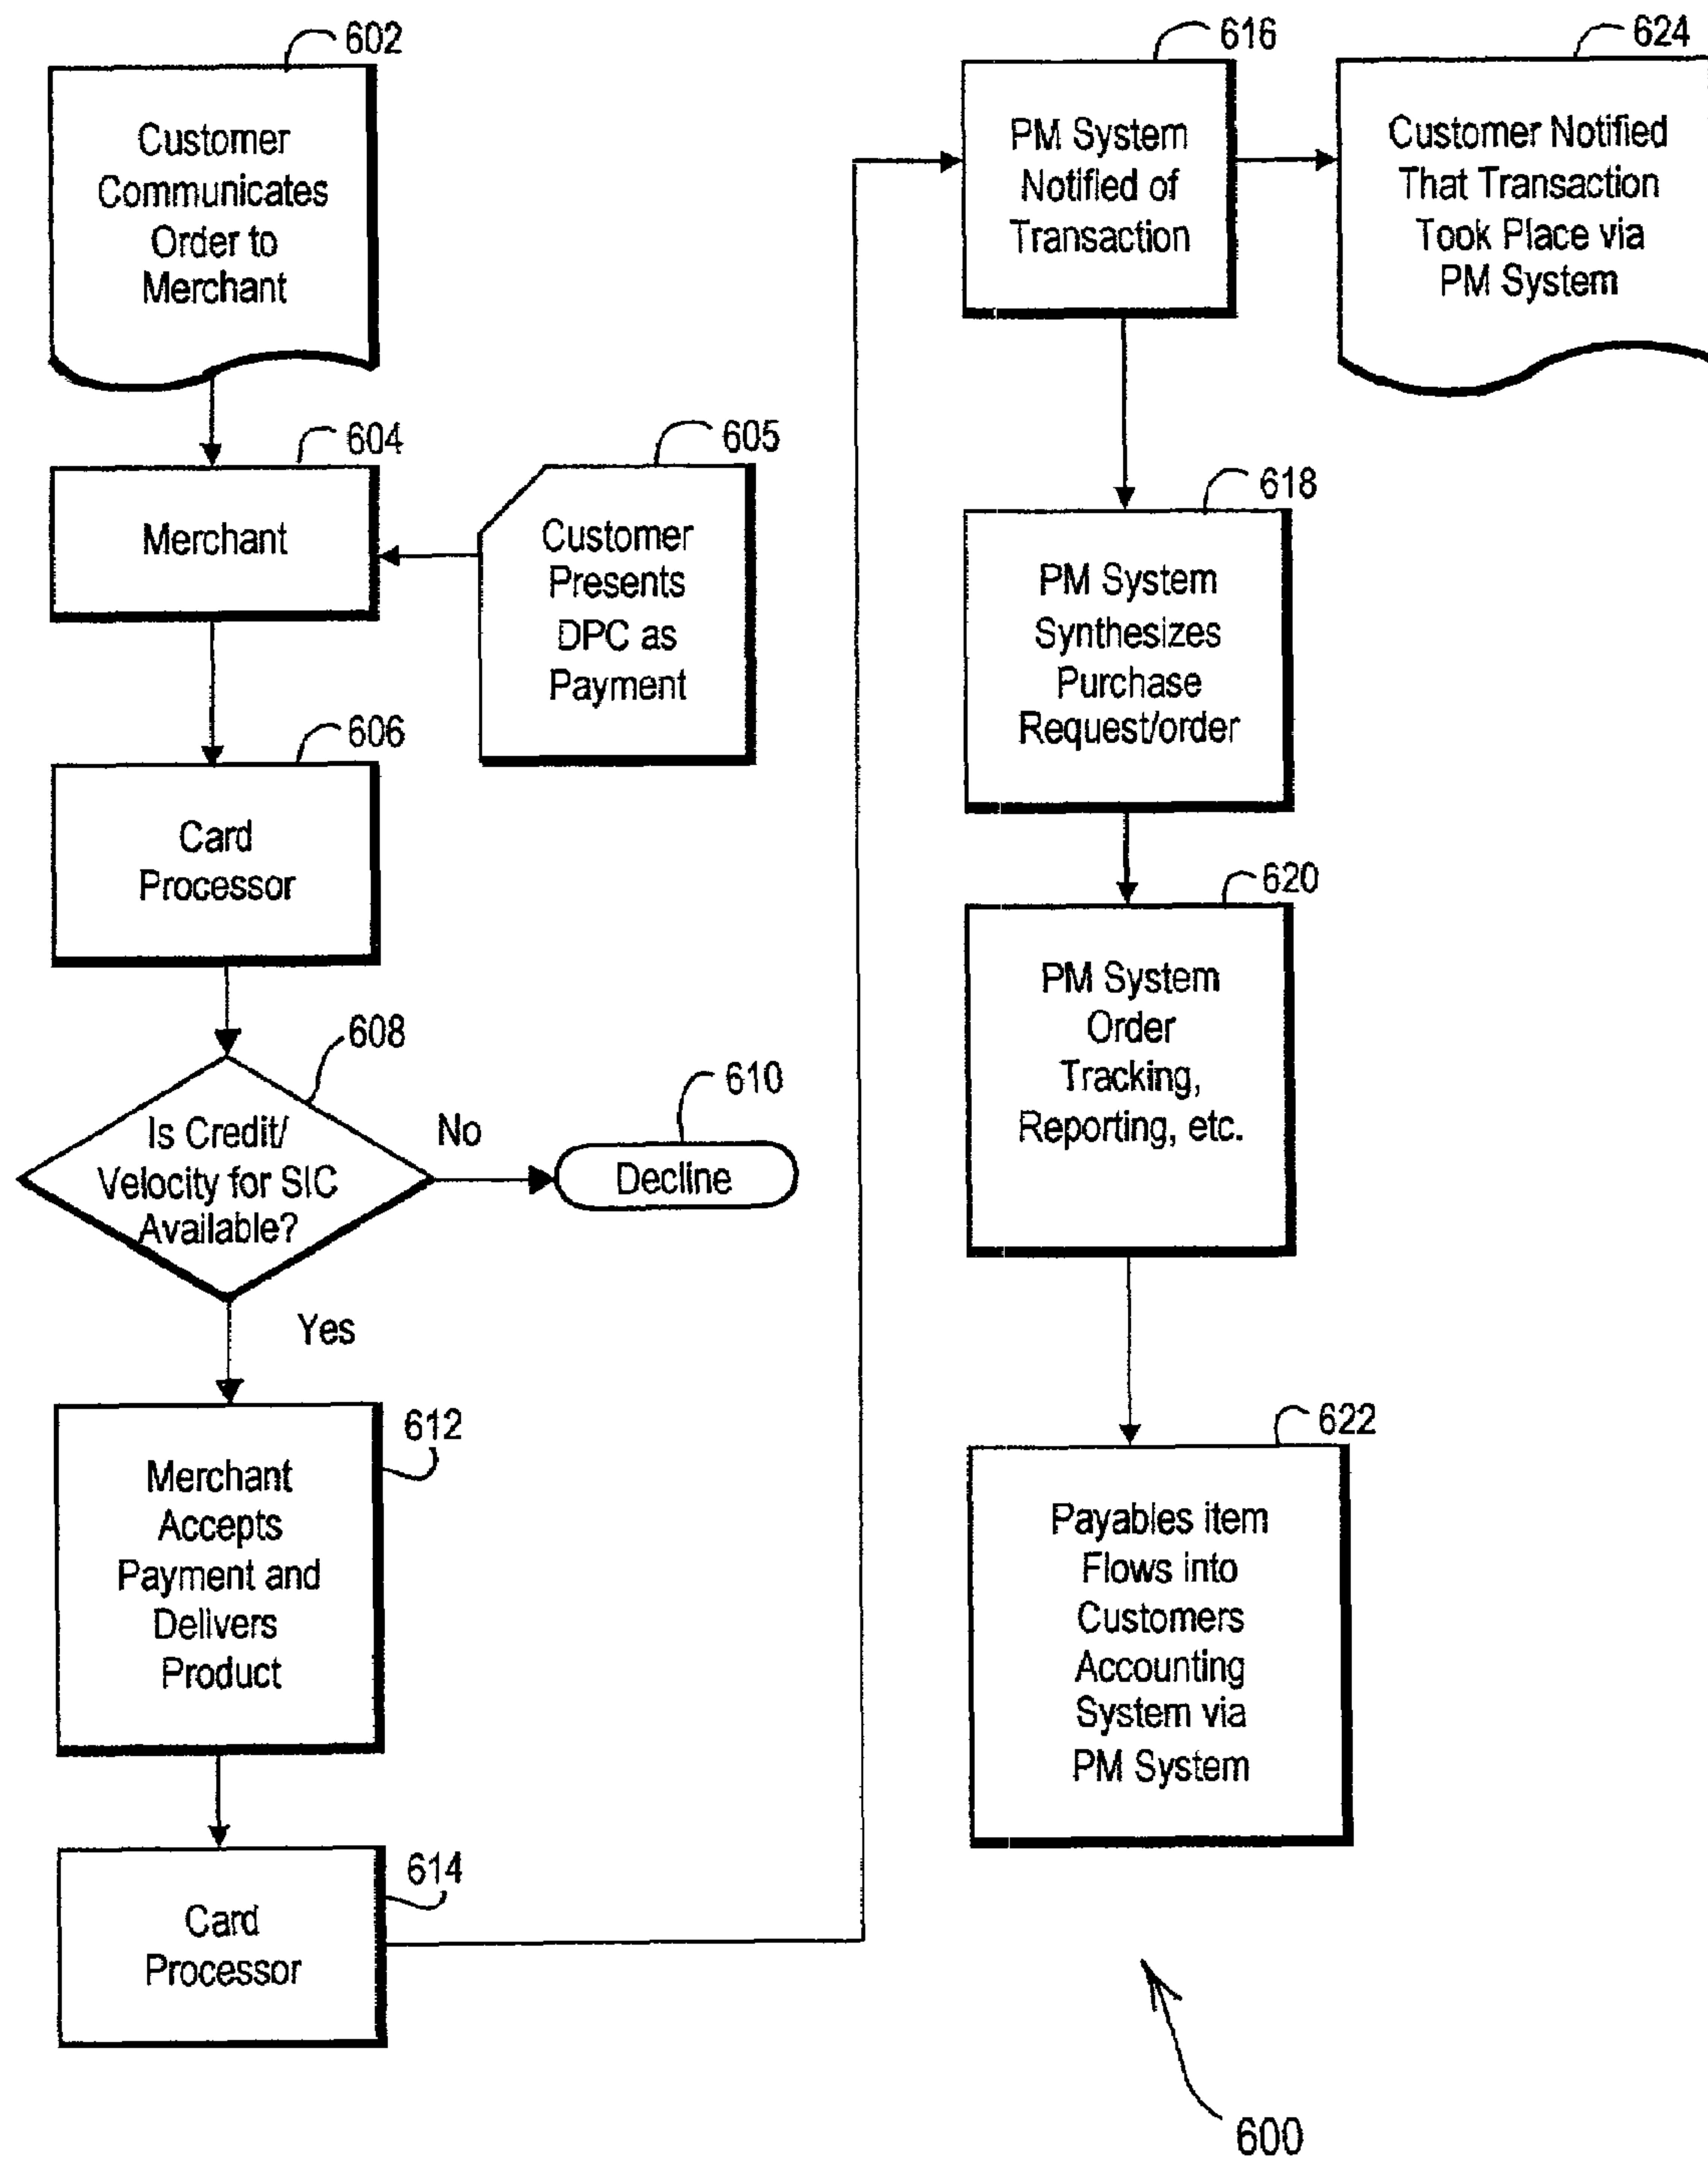 602
Customer
Communicates
Order to
Merchant
604
Merchant
605
Customer
Presents
DPC as
Payment
606
Card
Processor
608
Is Credit/
Velocity for SIC
Available?
No
610
Decline
Yes
612
Merchant
Accepts
Payment and
Delivers
Product
614
Card
Processor
616
PM System
Notified of
Transaction
624
Customer Notified
That Transaction
Took Place via
PM System
618
PM System
Synthesizes
Purchase
Request/order
620
PM System
Order
Tracking,
Reporting, etc.
622
Payables item
Flows into
Customers
Accounting
System via
PM System
600